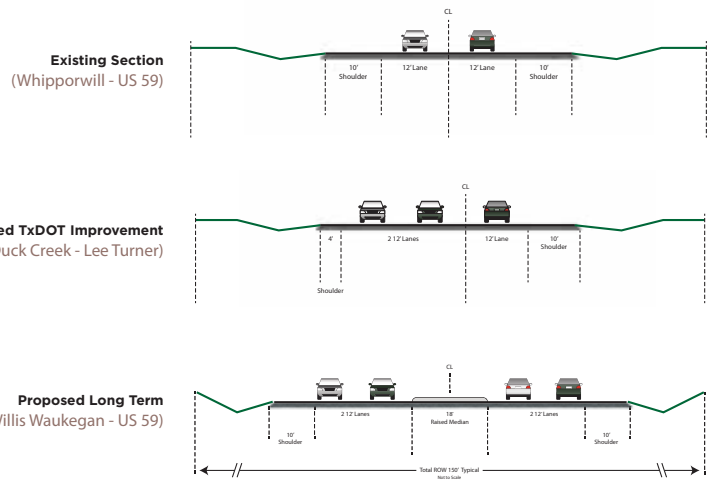 CL
Existing Section
(Whipporwill - US 59)
10'
Shoulder
12' Lane
12' Lane
10'
Shoulder
CL
ed TxDOT Improvement
uck Creek - Lee Turner)
4'
2 12' Lanes
12' Lane
10'
Shoulder
Shoulder
CL
Proposed Long Term
illis Waukegan - US 59)
2 12' Lanes
18'
Raised Median
2 12' Lanes
10'
Shoulder
10'
Shoulder
Total ROW 150' Typical
Not to Scale